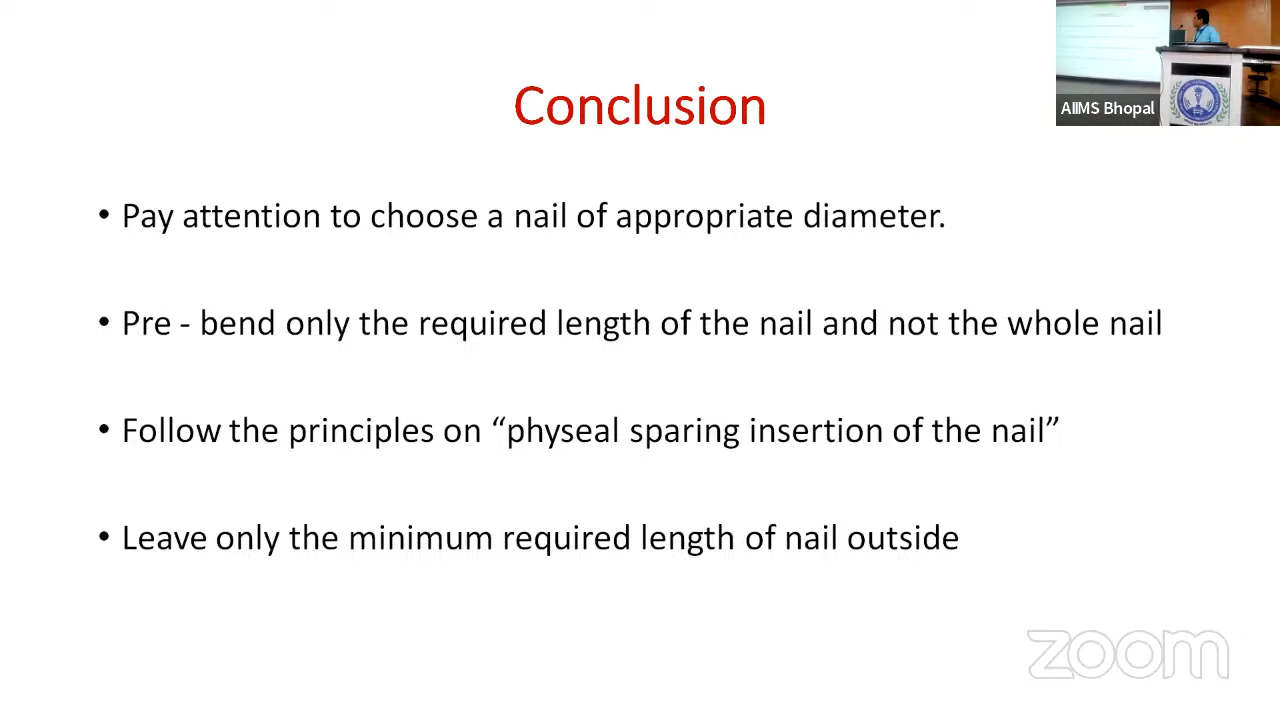 AIIMS Bhopal
Conclusion
• Pay attention to choose a nail of appropriate diameter.
• Pre - bend only the required length of the nail and not the whole nail
• Follow the principles on “physeal sparing insertion of the nail”
• Leave only the minimum required length of nail outside
zoom